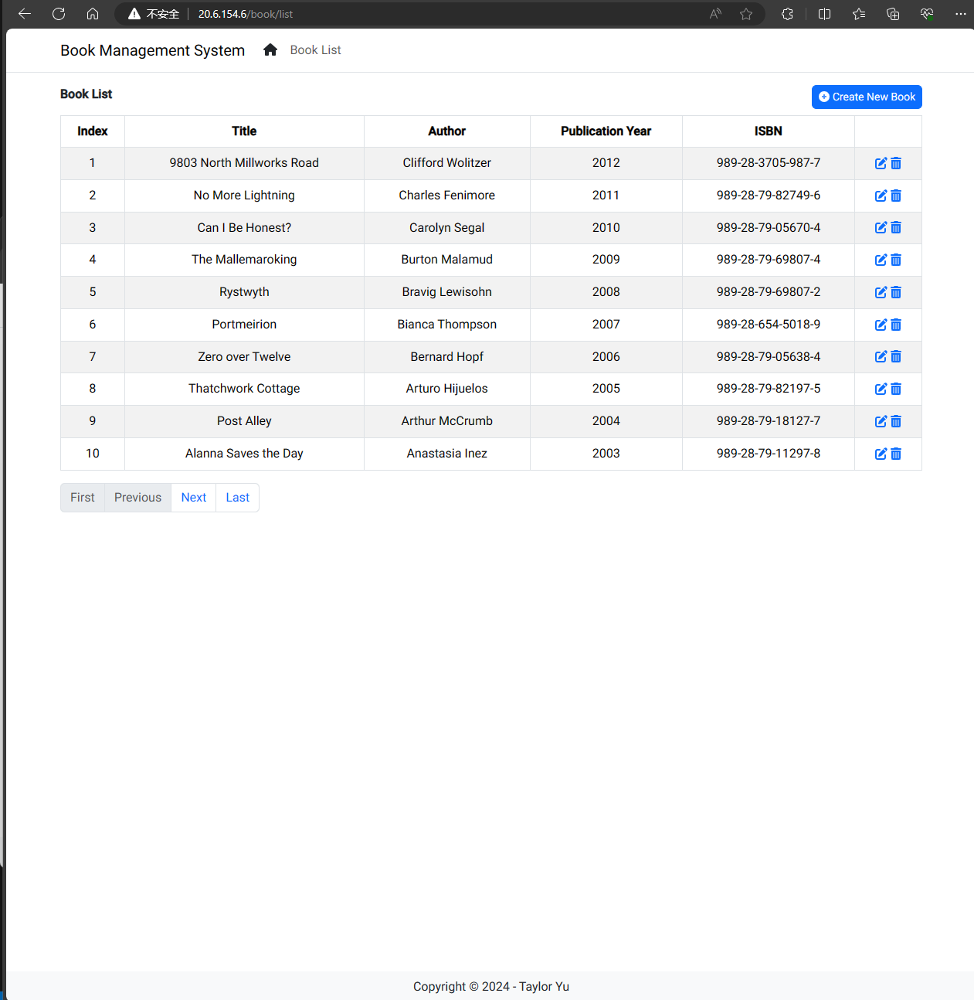 不安全 20.6.154.6/book/list
Book Management System Book List
Book List Create New Book
Index Title Author Publication Year ISBN
1 9803 North Millworks Road Clifford Wolitzer 2012 989-28-3705-987-7
2 No More Lightning Charles Fenimore 2011 989-28-79-82749-6
3 Can I Be Honest? Carolyn Segal 2010 989-28-79-05670-4
4 The Mallemaroking Burton Malamud 2009 989-28-79-69807-4
5 Rystwyth Bravig Lewisohn 2008 989-28-79-69807-2
6 Portmeirion Bianca Thompson 2007 989-28-654-5018-9
7 Zero over Twelve Bernard Hopf 2006 989-28-79-05638-4
8 Thatchwork Cottage Arturo Hijuelos 2005 989-28-79-82197-5
9 Post Alley Arthur McCrumb 2004 989-28-79-18127-7
10 Alanna Saves the Day Anastasia Inez 2003 989-28-79-11297-8
First Previous Next Last
Copyright © 2024 - Taylor Yu